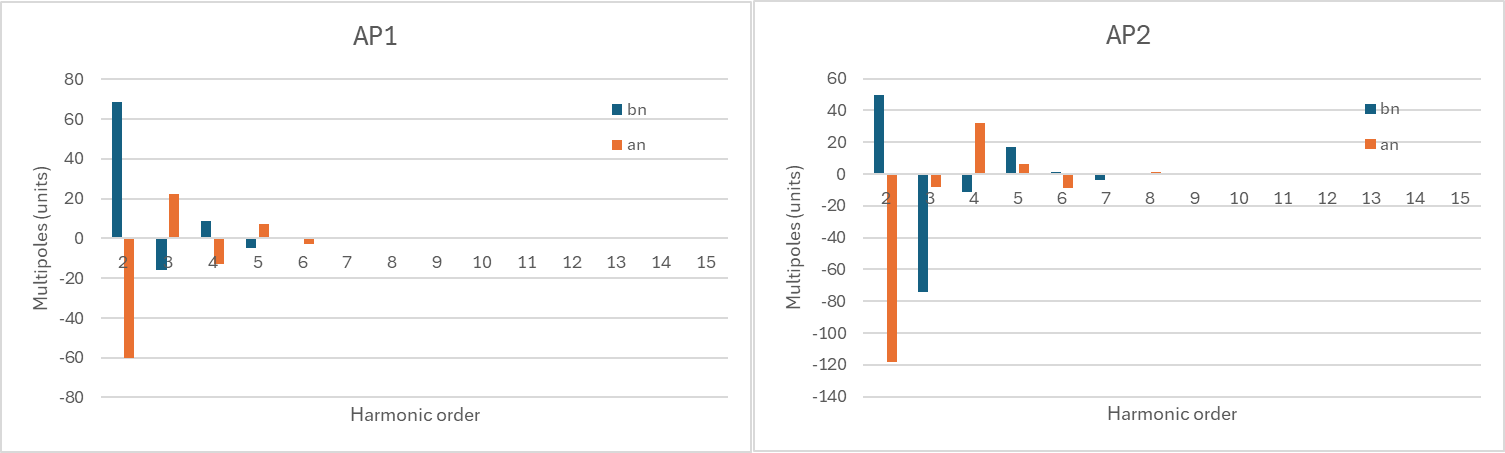 AP1
80
60
40
20
0
-20
-40
-60
-80
Multipoles (units)
bn
an
2 3 4 5 6 7 8 9 10 11 12 13 14 15
Harmonic order
AP2
60
40
20
0
-20
-40
-60
-80
-100
-120
-140
Multipoles (units)
bn
an
2 3 4 5 6 7 8 9 10 11 12 13 14 15
Harmonic order